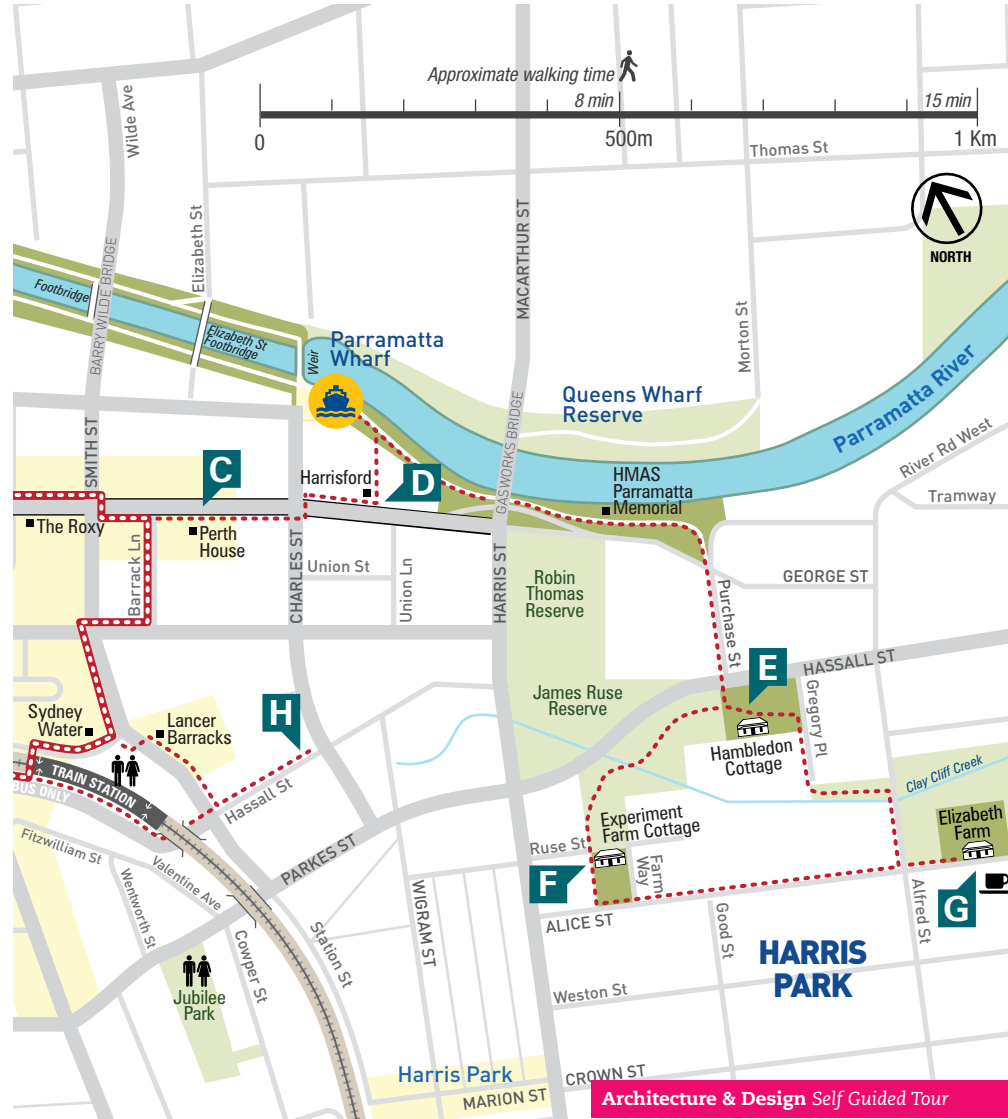 Approximate walking time
8 min
15 min
0
500m
1 Km
Thomas St
NORTH
Wilde Ave
Elizabeth St
MACARTHUR ST
Morton St
BARRY WILDE BRIDGE
Footbridge
Elizabeth St
Footbridge
Weir
Parramatta
Wharf
Queens Wharf
Reserve
Parramatta River
GASWORKS BRIDGE
River Rd West
Tramway
SMITH ST
C
Harrisford
D
HMAS
Parramatta
Memorial
The Roxy
Perth
House
Barrack Ln
CHARLES ST
Union St
Union Ln
HARRIS ST
Robin
Thomas
Reserve
GEORGE ST
Purchase St
HASSALL ST
E
James Ruse
Reserve
Gregory Pl
Hambledon
Cottage
Sydney
Water
Lancer
Barracks
H
TRAIN STATION
BUS ONLY
Hassall St
Clay Cliff Creek
Elizabeth
Farm
Experiment
Farm Cottage
Ruse St
Farm
Way
F
G
Fitzwilliam St
Valentine Ave
PARKES ST
Wentworth St
Cowper St
Station St
WIGRAM ST
ALICE ST
Good St
Alfred St
HARRIS
PARK
Jubilee
Park
Weston St
Harris Park
CROWN ST
MARION ST
Architecture & Design Self Guided Tour